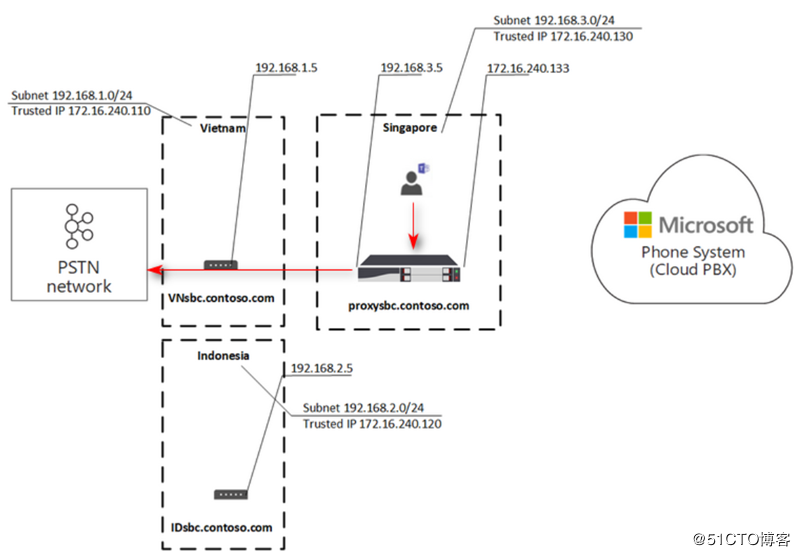 Subnet 192.168.3.0/24
Trusted IP 172.16.240.130
192.168.1.5
192.168.3.5
172.16.240.133
Subnet 192.168.1.0/24
Trusted IP 172.16.240.110
Vietnam
Singapore
PSTN
network
VNsbc.contoso.com
proxysbc.contoso.com
Microsoft
Phone System
(Cloud PBX)
Indonesia
192.168.2.5
Subnet 192.168.2.0/24
Trusted IP 172.16.240.120
IDsbc.contoso.com
@51CTO博客